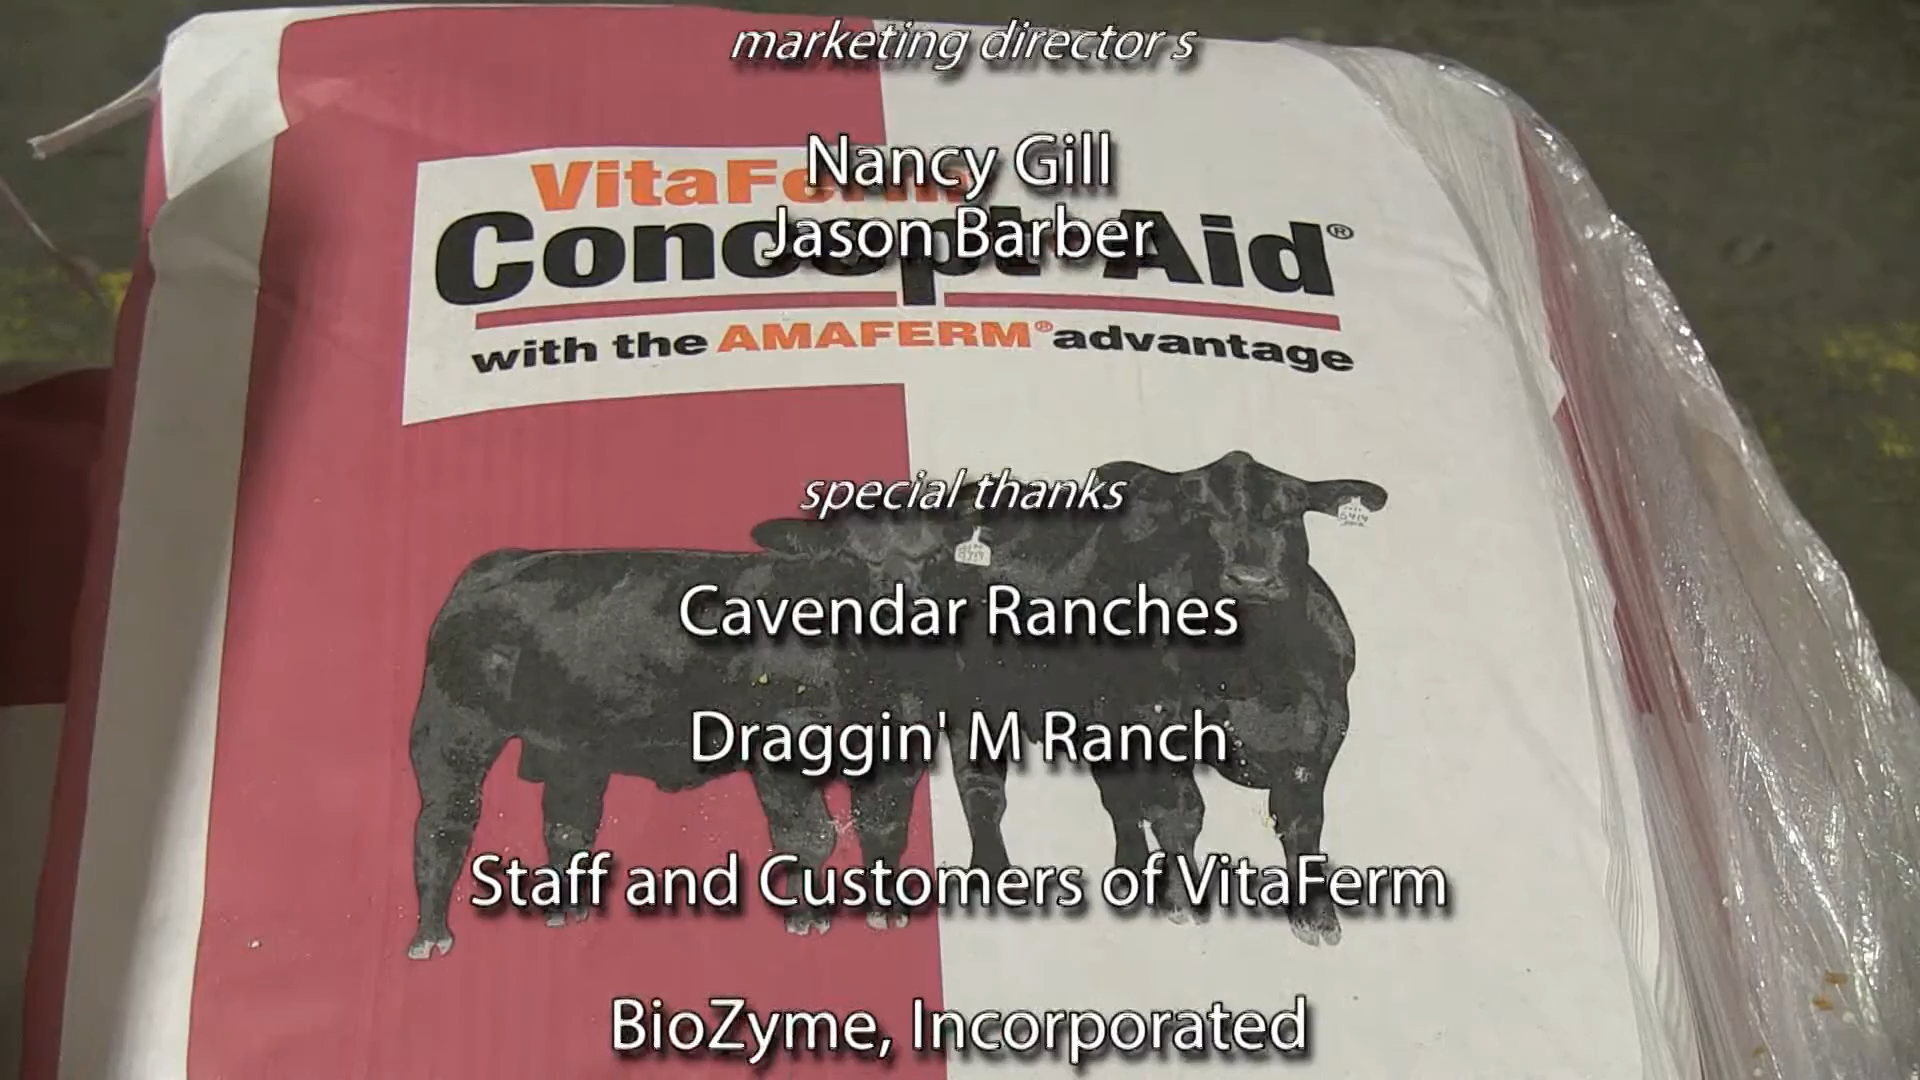 marketing director s
Nancy Gill
Jason Barber
VitaFerm
Concept Aid®
with the AMAFERM® advantage
special thanks
Cavendar Ranches
Draggin' M Ranch
Staff and Customers of VitaFerm
BioZyme, Incorporated